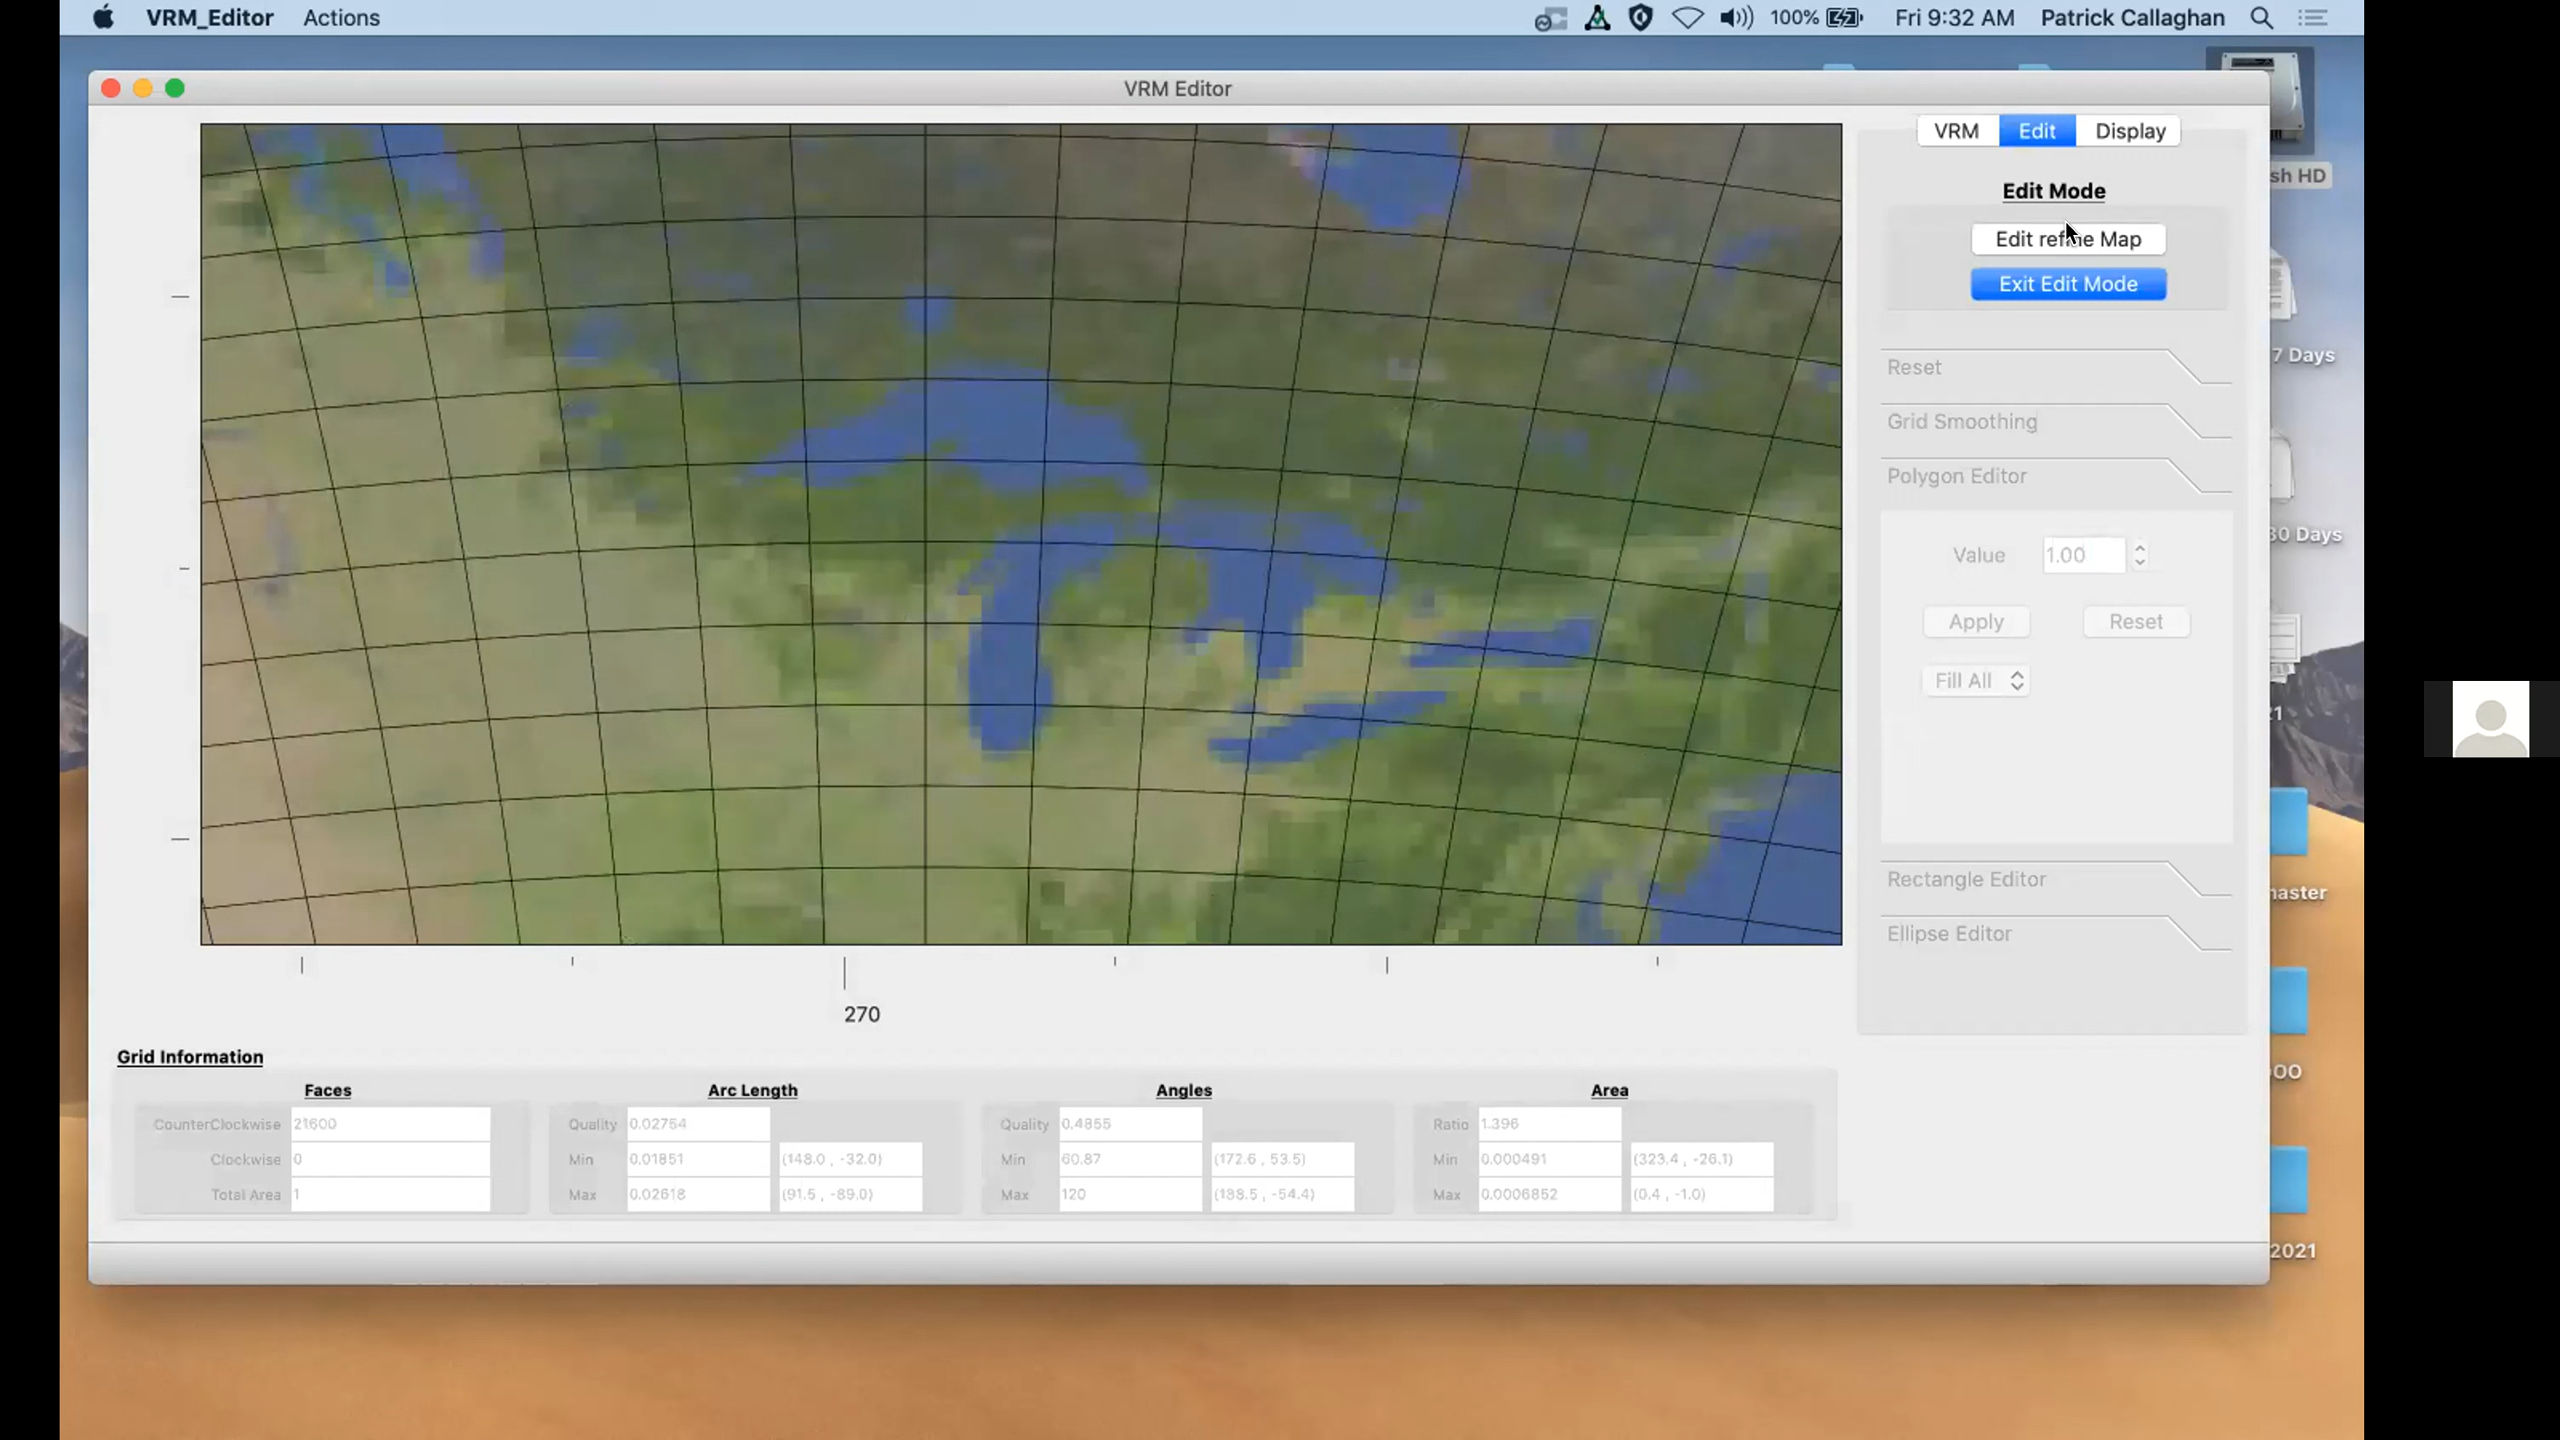 VRM_Editor Actions 100% Fri 9:32 AM Patrick Callaghan
VRM Editor
sh HD
VRM Edit Display
Edit Mode
Edit refine Map
Exit Edit Mode
7 Days
Reset
Grid Smoothing
Polygon Editor
30 Days
Value 1.00
Apply Reset
Fill All
21
Rectangle Editor
master
Ellipse Editor
270
Grid Information
Faces Arc Length Angles Area
CounterClockwise 21600 Quality 0.02764 Quality 0.4855 Ratio 1.396
Clockwise 0 Min 0.01851 (148.0 , -32.0) Min 60.87 (172.6 , 53.5) Min 0.000491 (323.4 , -26.1)
Total Area 1 Max 0.02618 (91.5 , -89.0) Max 120 (188.5 , -54.4) Max 0.0006852 (0.4 , -1.0)
2021